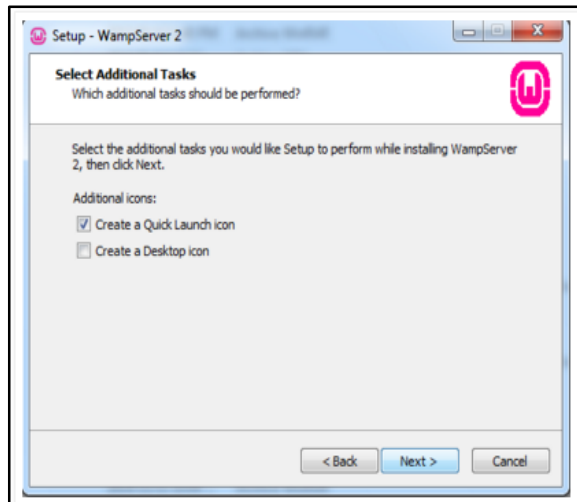 Setup - WampServer 2
Select Additional Tasks
Which additional tasks should be performed?
Select the additional tasks you would like Setup to perform while installing WampServer
2, then click Next.
Additional icons:
Create a Quick Launch icon
Create a Desktop icon
< Back Next > Cancel